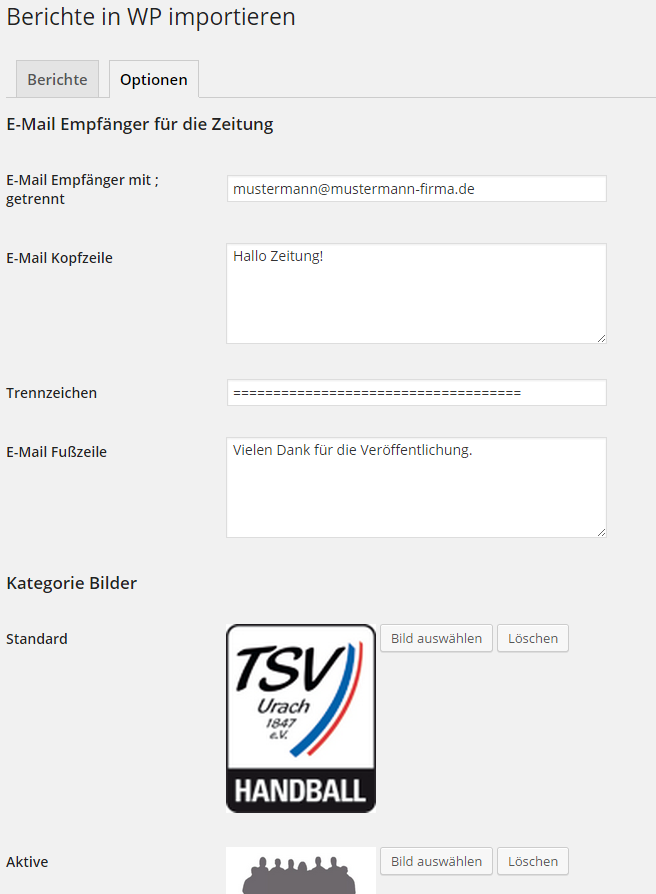 Berichte in WP importieren
Berichte
Optionen
E-Mail Empfänger für die Zeitung
E-Mail Empfänger mit ;
getrennt
mustermann@mustermann-firma.de
E-Mail Kopfzeile
Hallo Zeitung!
Trennzeichen
====================================
E-Mail Fußzeile
Vielen Dank für die Veröffentlichung.
Kategorie Bilder
Standard
TSV
Urach
1847
e.V.
HANDBALL
Bild auswählen
Löschen
Aktive
Bild auswählen
Löschen